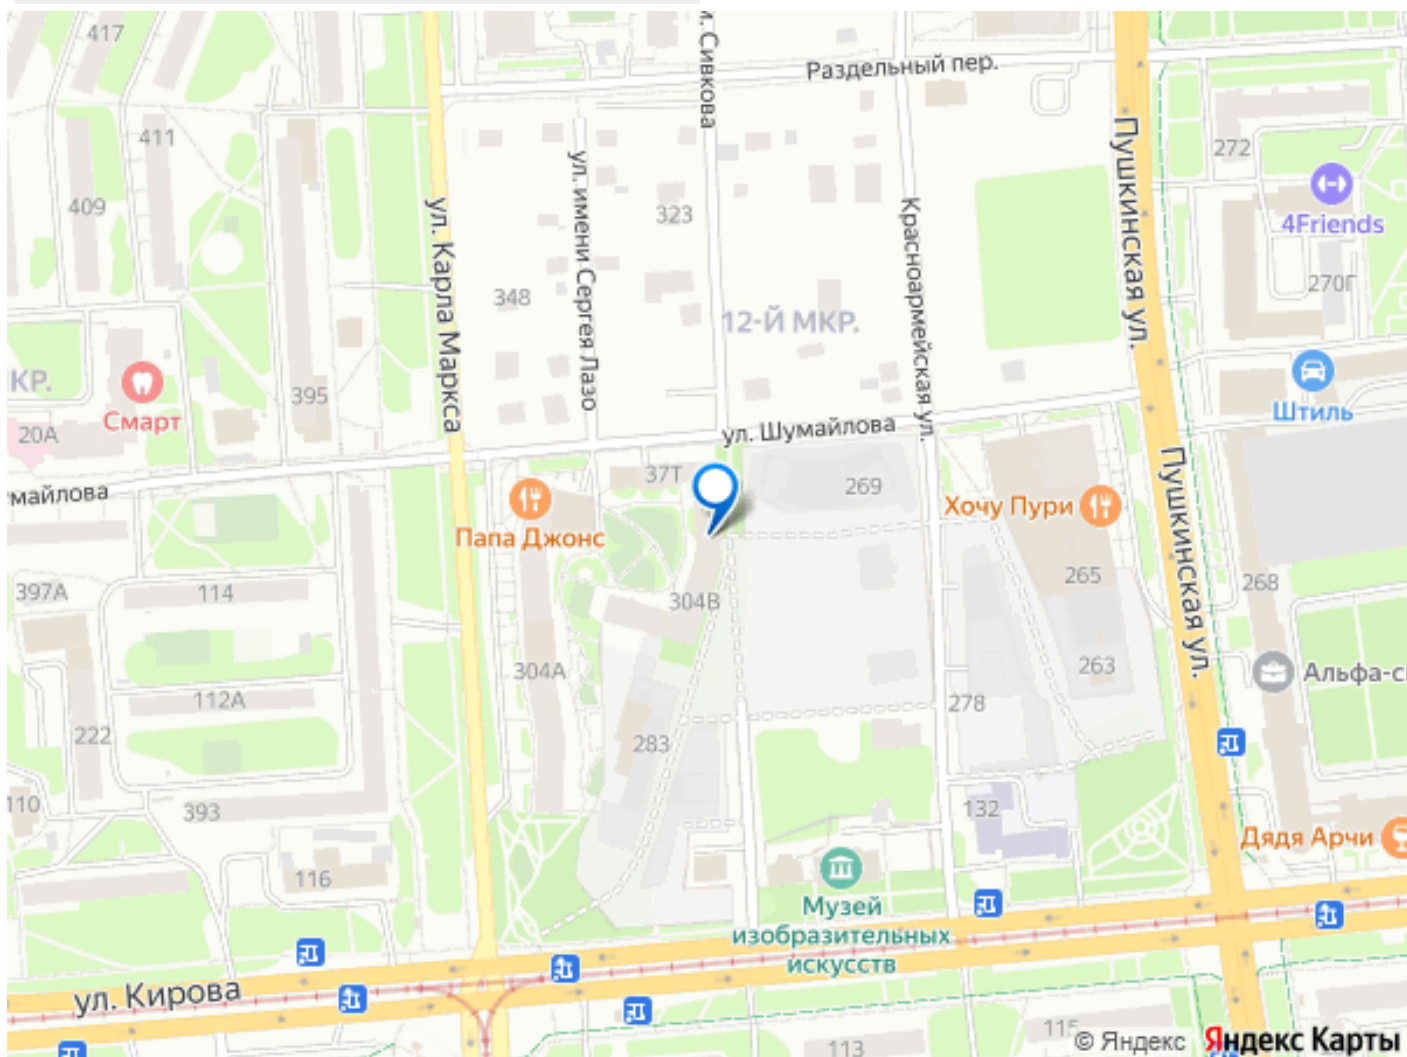 417
м. Сивкова
Раздельный пер.
411
272
4Friends
409
323
ул. имени Сергея Лазо
Красноармейская ул.
Пушкинская ул.
ул. Карла Маркса
348
270Г
12-Й МКР.
КР.
Смарт
395
Штиль
20А
ул. Шумайлова
37Т
269
умайлова
Папа Джонс
Хочу Пури
Пушкинская ул.
397А
114
304В
265
268
304А
263
Альфа-с
112А
278
222
283
110
393
132
Дядя Арчи
116
Музей
изобразительных
искусств
ул. Кирова
115
113
© Яндекс Яндекс Карты